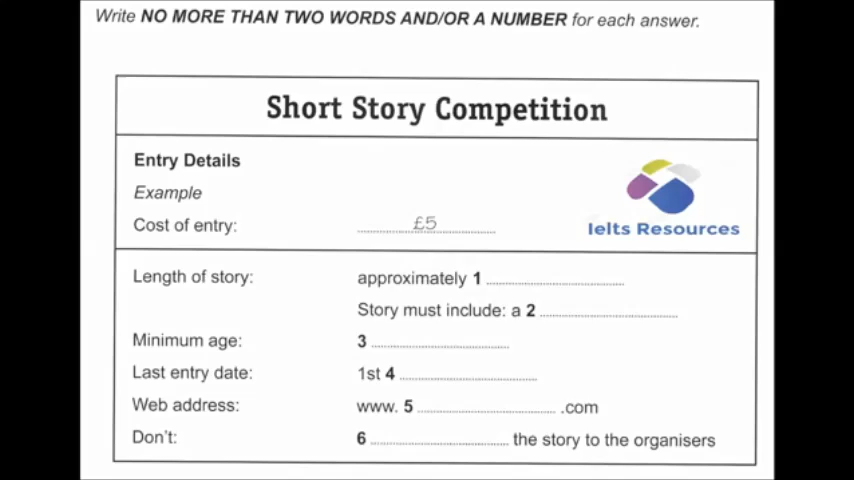 Write NO MORE THAN TWO WORDS AND/OR A NUMBER for each answer.
Short Story Competition
Entry Details
Example
Cost of entry: £5
Ielts Resources
Length of story: approximately 1
Story must include: a 2
Minimum age: 3
Last entry date: 1st 4
Web address: www. 5 .com
Don't: 6 the story to the organisers